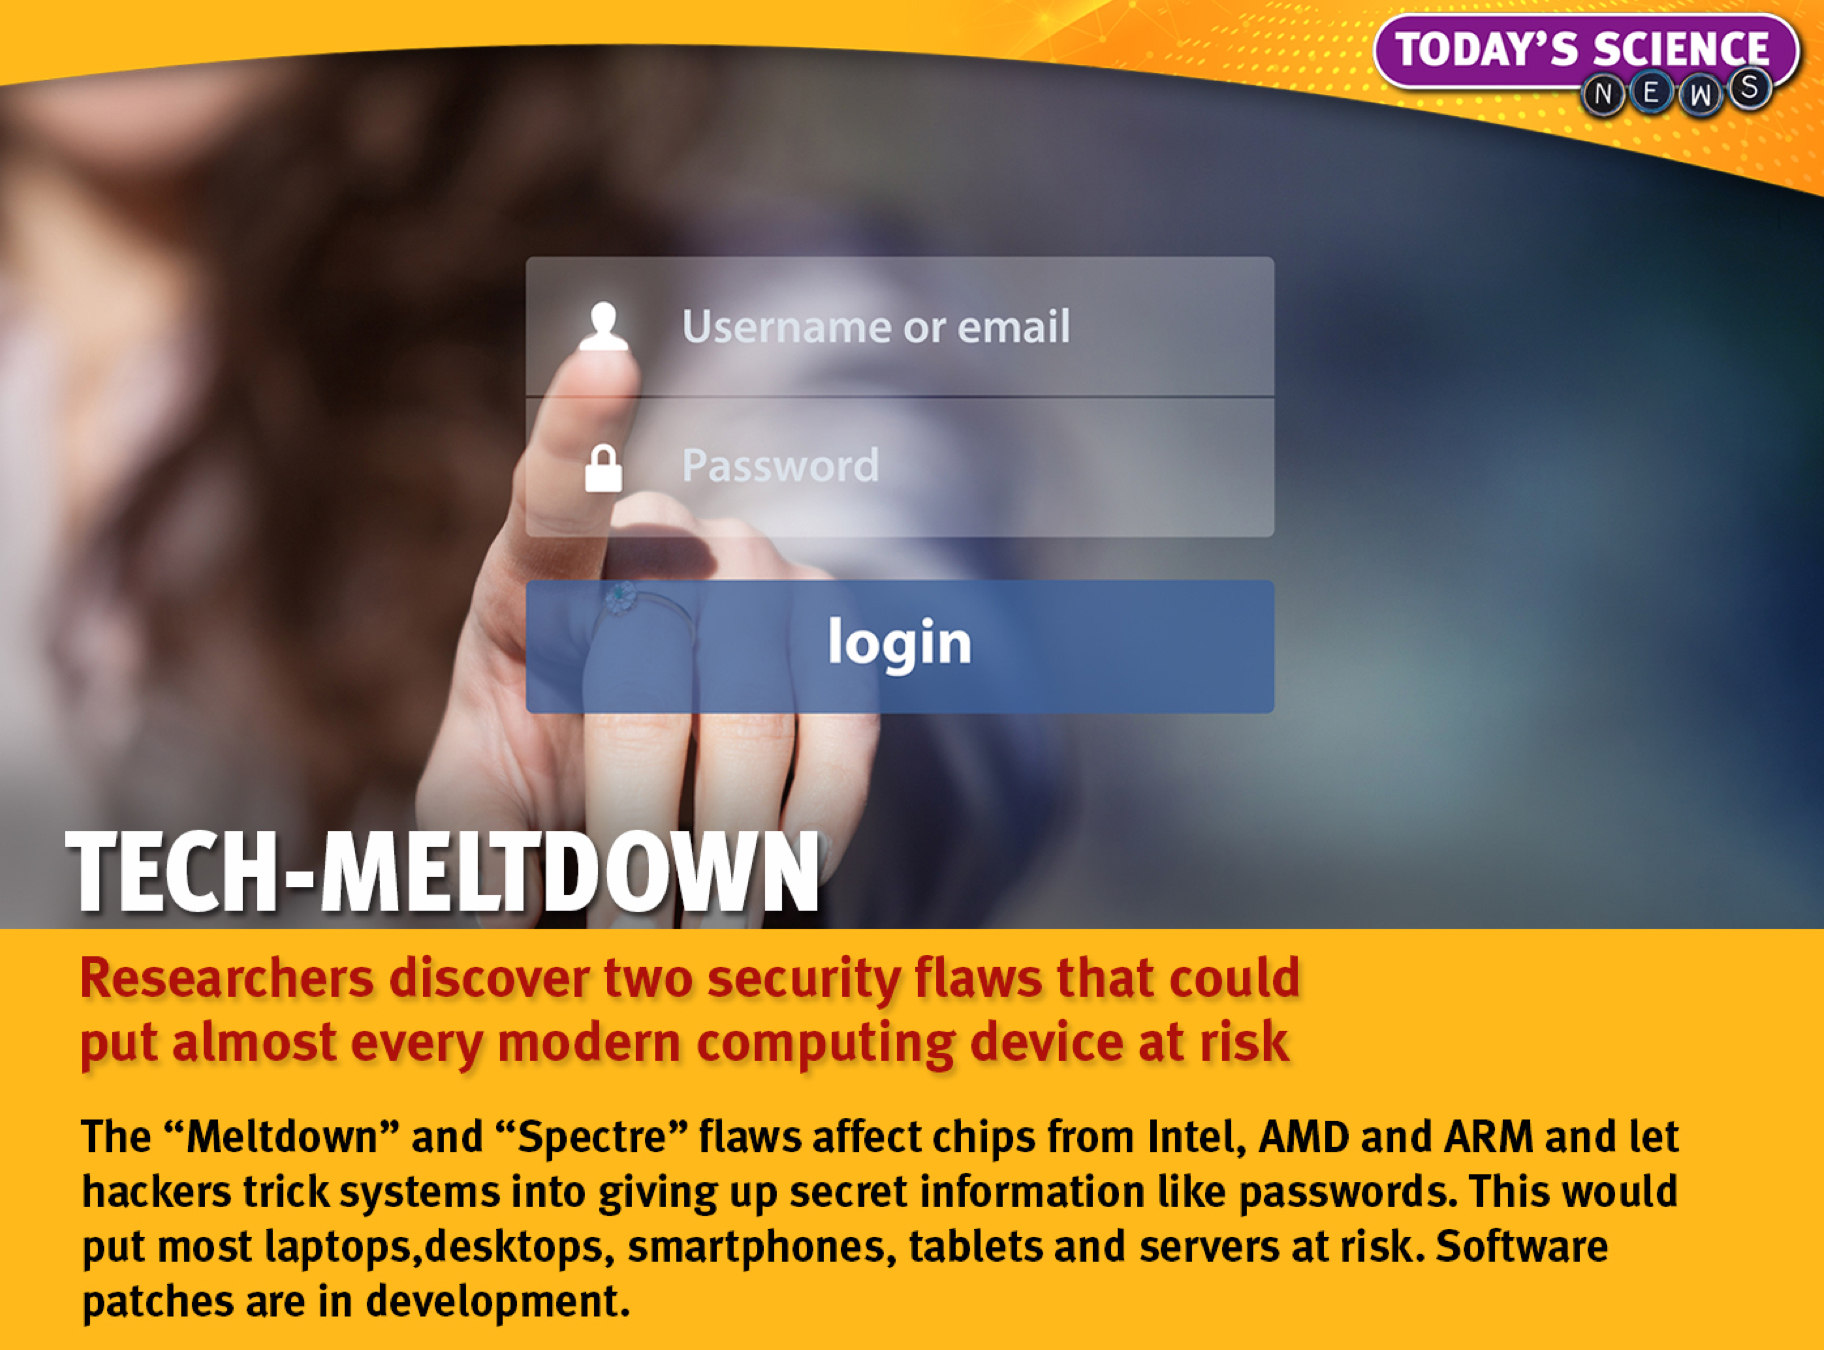 TODAY'S SCIENCE
NEWS
Username or email
Password
login
TECH-MELTDOWN
Researchers discover two security flaws that could
put almost every modern computing device at risk
The “Meltdown” and “Spectre” flaws affect chips from Intel, AMD and ARM and let
hackers trick systems into giving up secret information like passwords. This would
put most laptops,desktops, smartphones, tablets and servers at risk. Software
patches are in development.